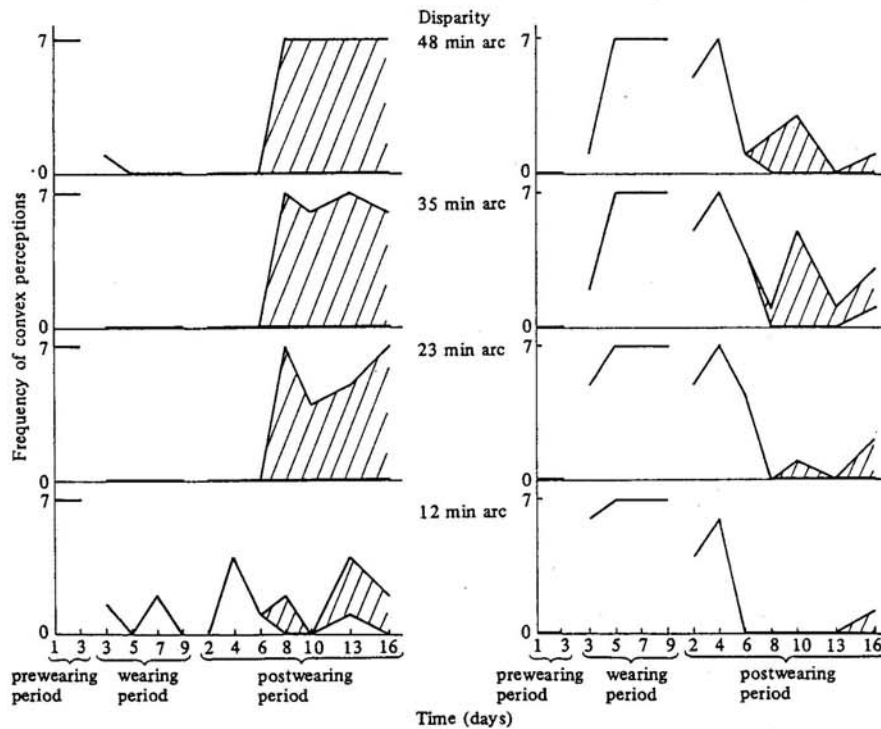 Disparity
48 min arc
7
0
7
0
35 min arc
7
0
7
0
23 min arc
7
0
7
0
12 min arc
7
0
7
0
Frequency of convex perceptions
1 3 3 5 7 9 2 4 6 8 10 13 16
1 3 3 5 7 9 2 4 6 8 10 13 16
prewearing period
wearing period
postwearing period
prewearing period
wearing period
postwearing period
Time (days)